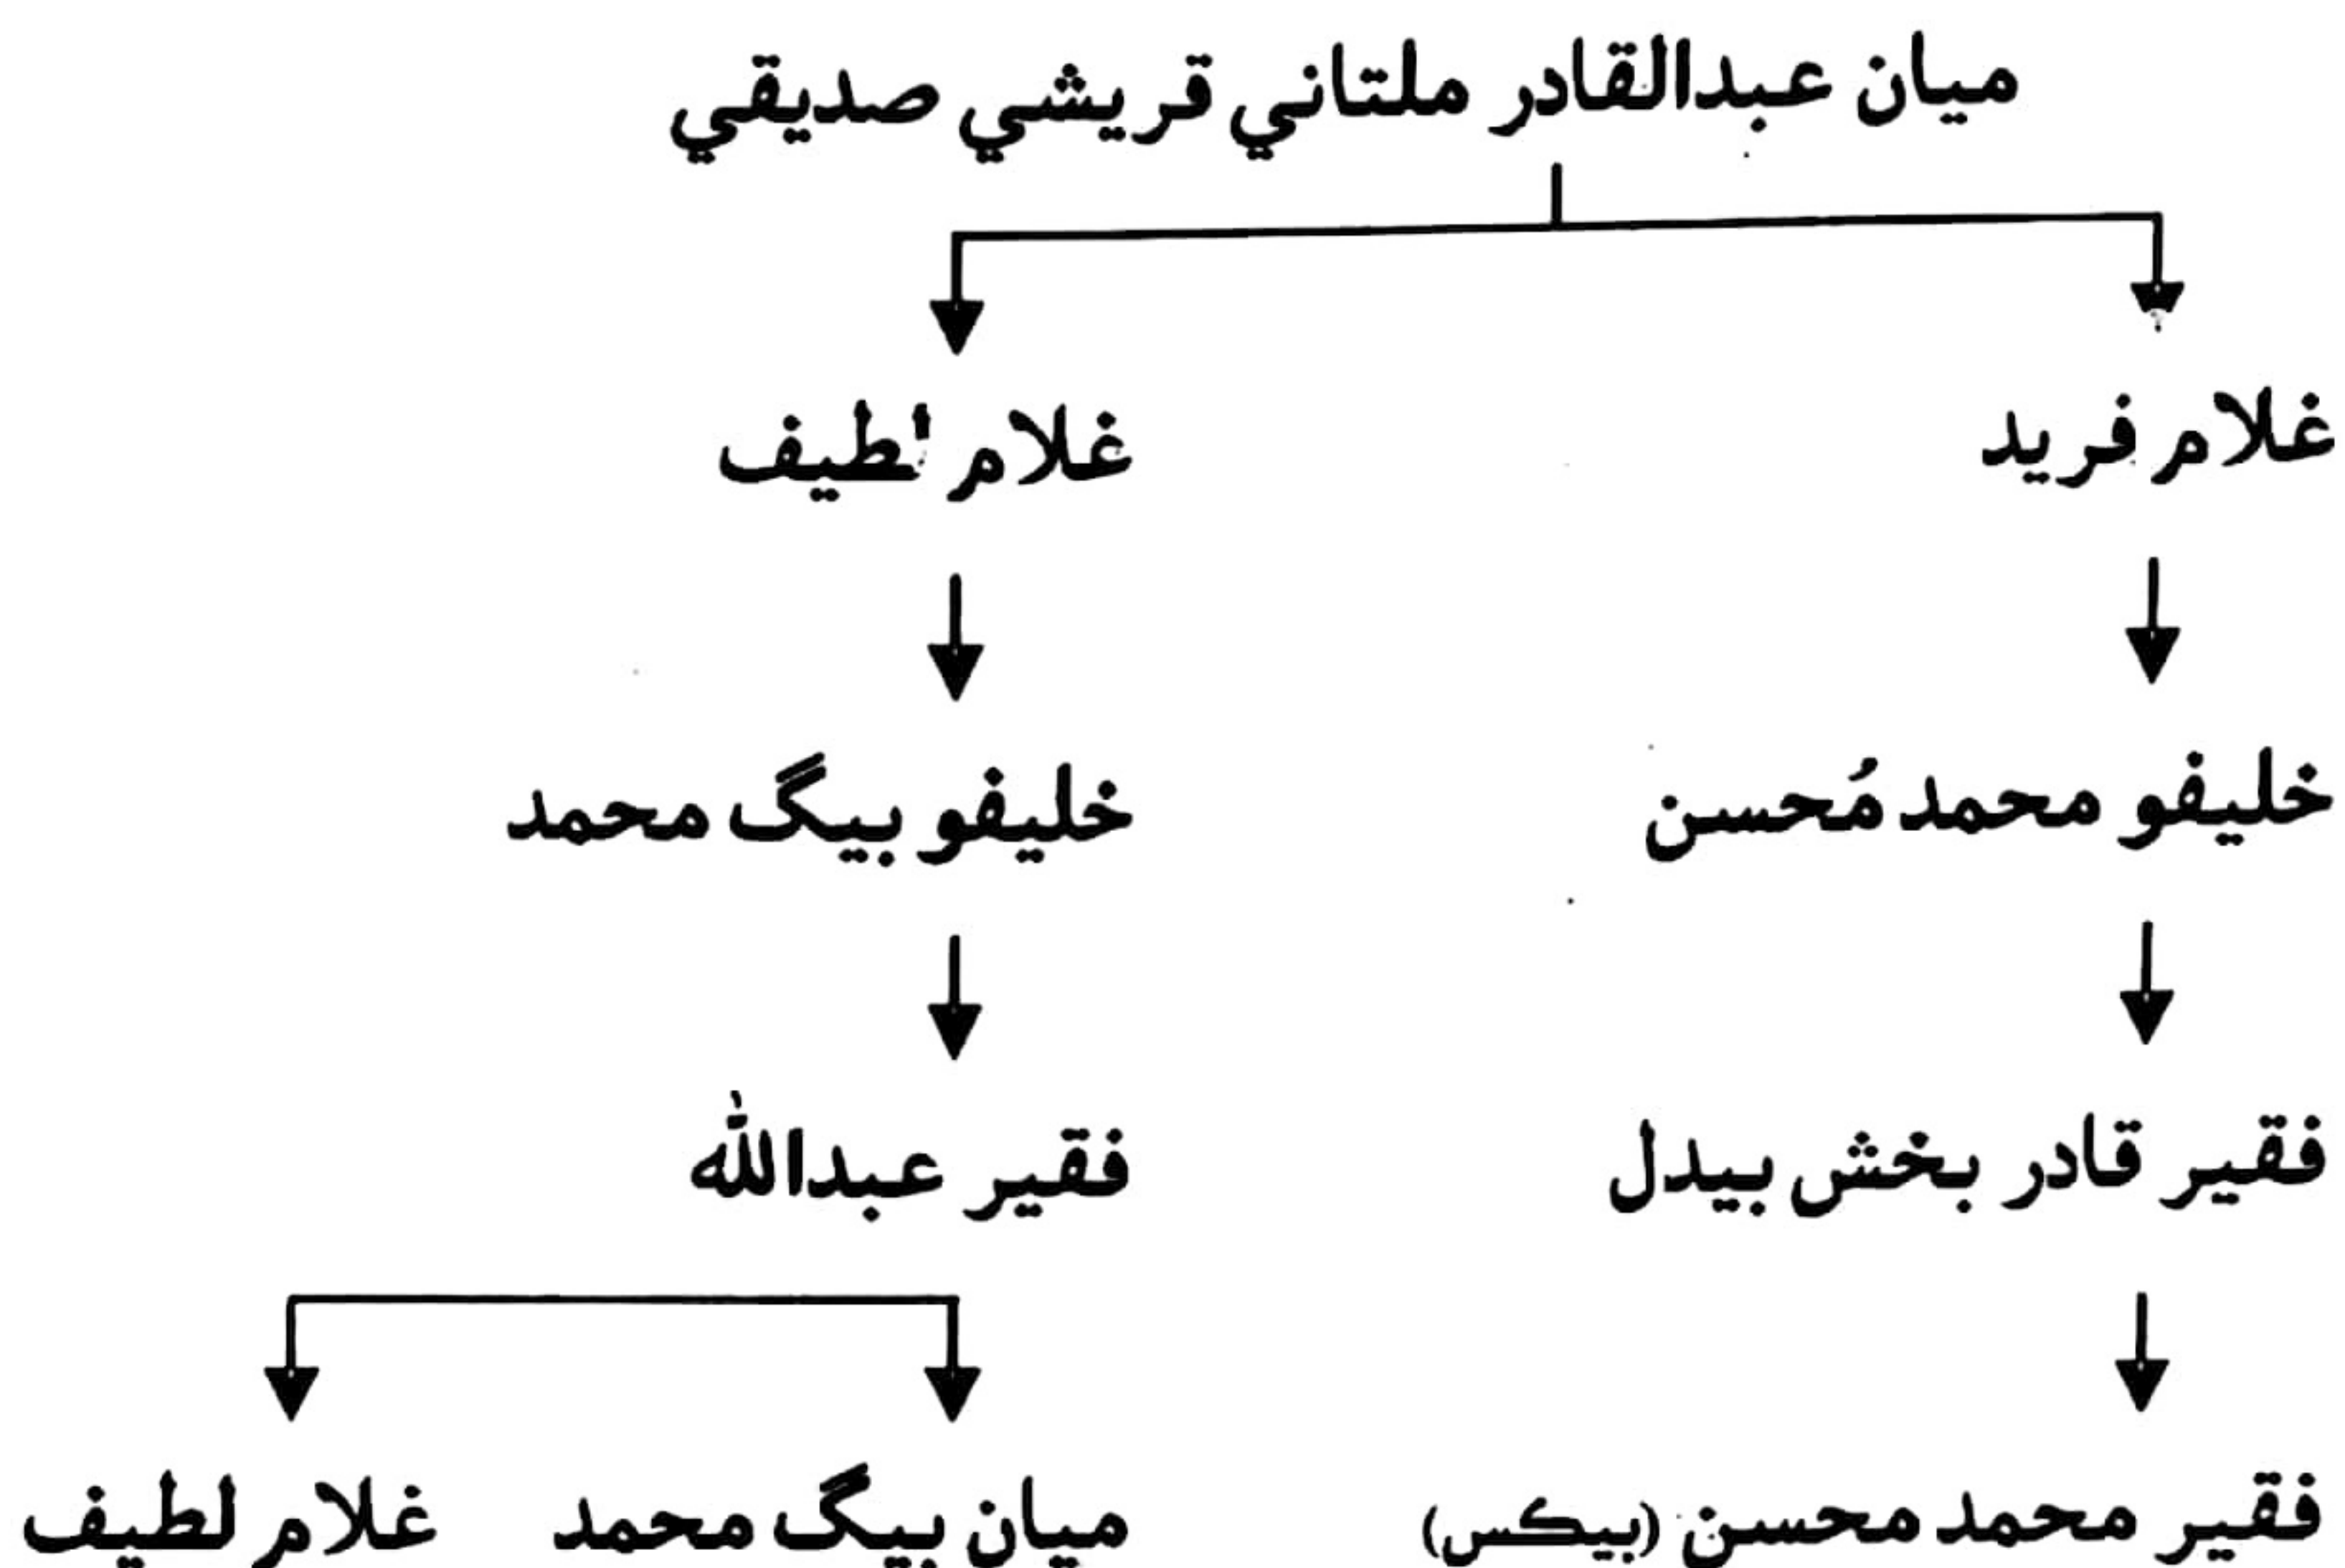 ميان عبدالقادر ملتاني قريشي صديقي
غلام فريد
غلام لطيف
خليفو محمد مُحسن
خليفو بيگ محمد
فقير قادر بخش بيدل
فقير عبدالله
فقير محمد محسن (بيڪس)
ميان بيگ محمد
غلام لطيف